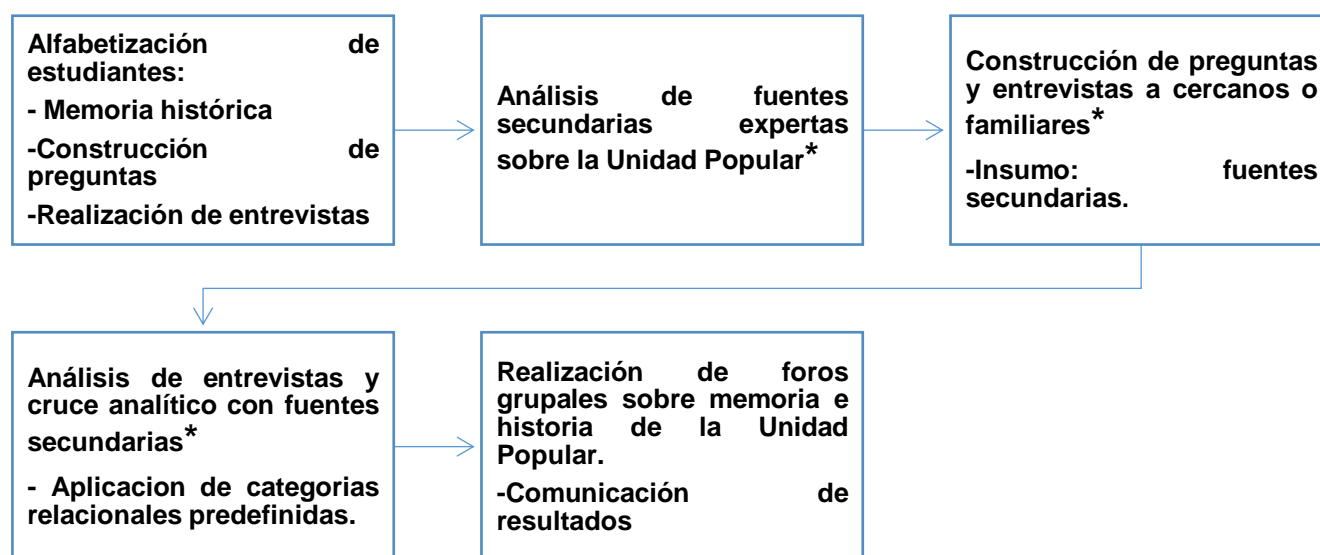 Alfabetización de
estudiantes:
- Memoria histórica
-Construcción de
preguntas
-Realización de entrevistas
Análisis de fuentes
secundarias expertas
sobre la Unidad Popular*
Construcción de preguntas
y entrevistas a cercanos o
familiares*
-Insumo: fuentes
secundarias.
Análisis de entrevistas y
cruce analítico con fuentes
secundarias*
- Aplicacion de categorías
relacionales predefinidas.
Realización de foros
grupales sobre memoria e
historia de la Unidad
Popular.
-Comunicación de
resultados